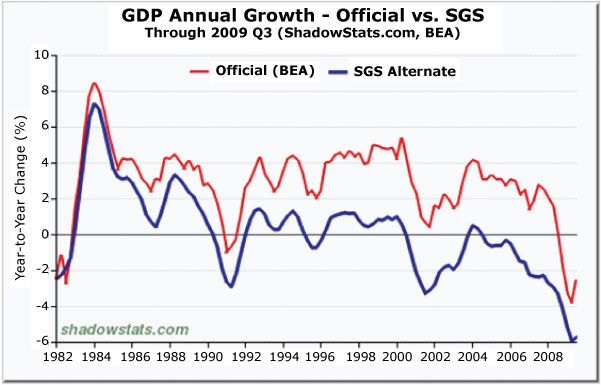 GDP Annual Growth - Official vs. SGS
Through 2009 Q3 (ShadowStats.com, BEA)
Official (BEA) SGS Alternate
Year-to-Year Change (%)
10
8
6
4
2
0
-2
-4
-6
shadowstats.com
1982 1984 1986 1988 1990 1992 1994 1996 1998 2000 2002 2004 2006 2008